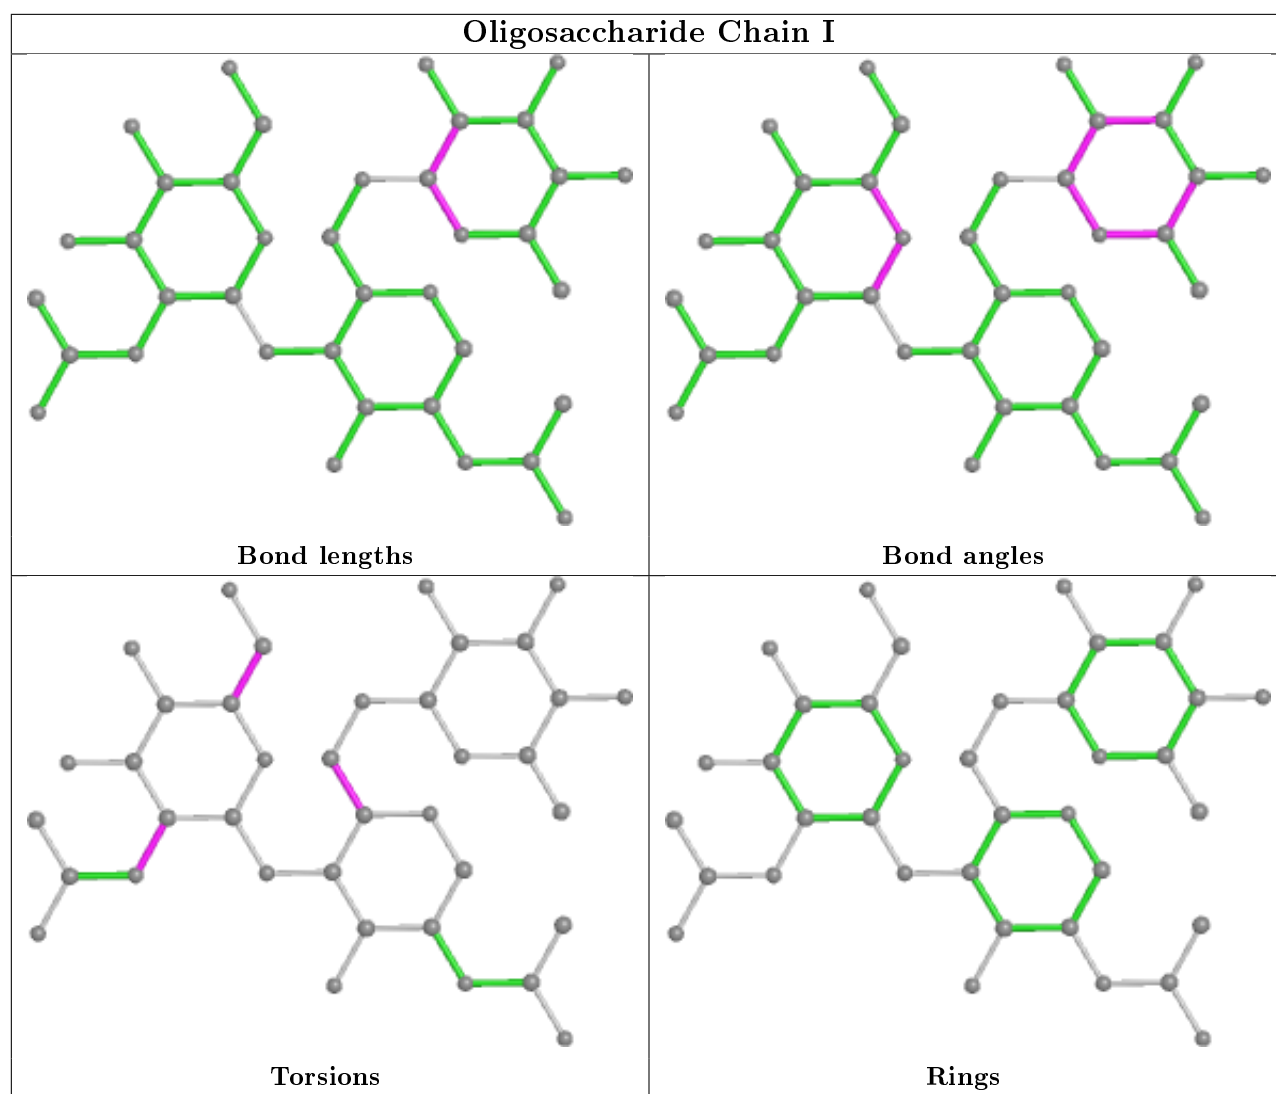 Oligosaccharide Chain I
Bond lengths
Bond angles
Torsions
Rings